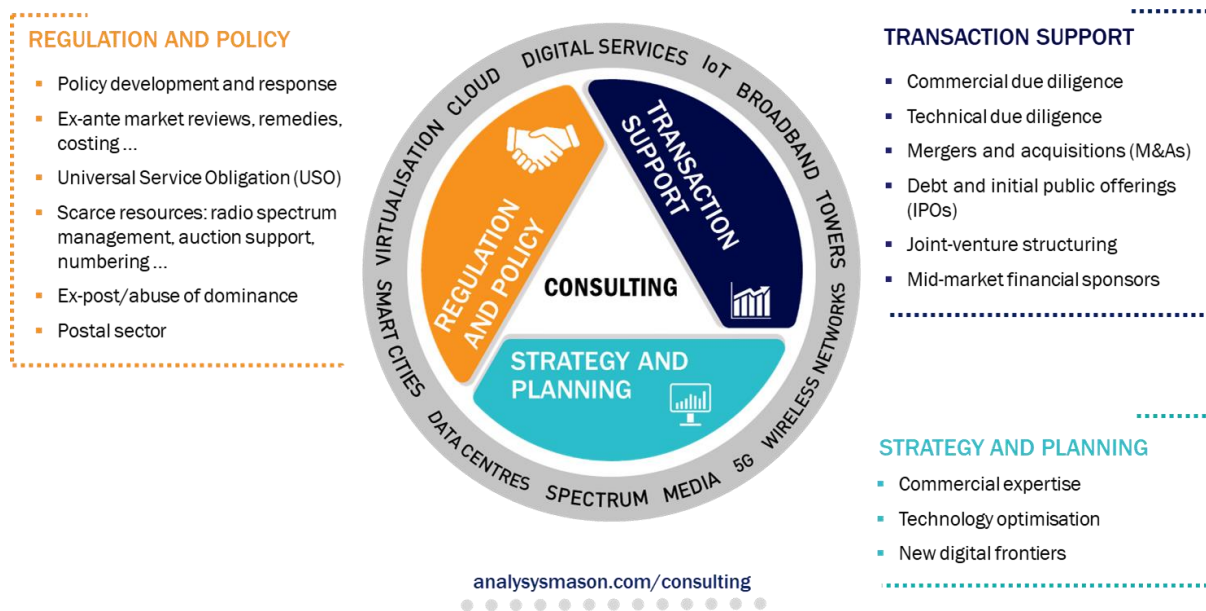 REGULATION AND POLICY
▪ Policy development and response
▪ Ex-ante market reviews, remedies,
costing ...
▪ Universal Service Obligation (USO)
▪ Scarce resources: radio spectrum
management, auction support,
numbering ...
▪ Ex-post/abuse of dominance
▪ Postal sector
VIRTUALISATION
CLOUD
DIGITAL SERVICES
IoT
BROADBAND
TOWERS
WIRELESS NETWORKS
5G
MEDIA
SPECTRUM
DATA CENTRES
SMART CITIES
REGULATION
AND POLICY
TRANSACTION
SUPPORT
CONSULTING
STRATEGY AND
PLANNING
analysysmason.com/consulting
TRANSACTION SUPPORT
▪ Commercial due diligence
▪ Technical due diligence
▪ Mergers and acquisitions (M&As)
▪ Debt and initial public offerings
(IPOs)
▪ Joint-venture structuring
▪ Mid-market financial sponsors
STRATEGY AND PLANNING
▪ Commercial expertise
▪ Technology optimisation
▪ New digital frontiers